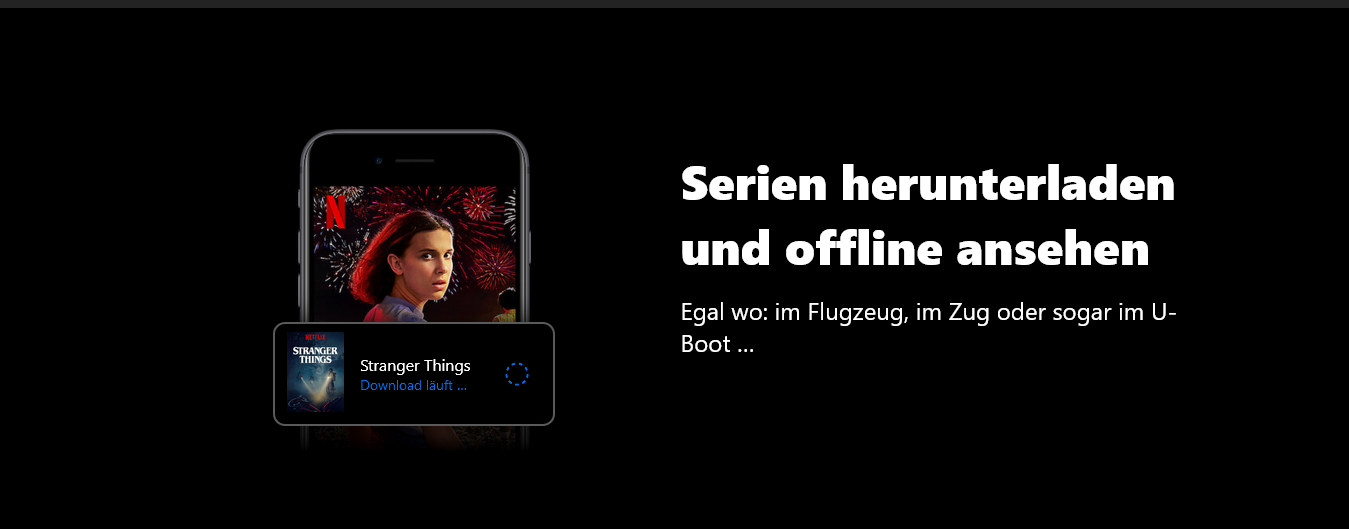 Serien herunterladen
und offline ansehen
Egal wo: im Flugzeug, im Zug oder sogar im U-
Boot ...
N
NETFLIX
STRANGER
THINGS
Stranger Things
Download läuft ...